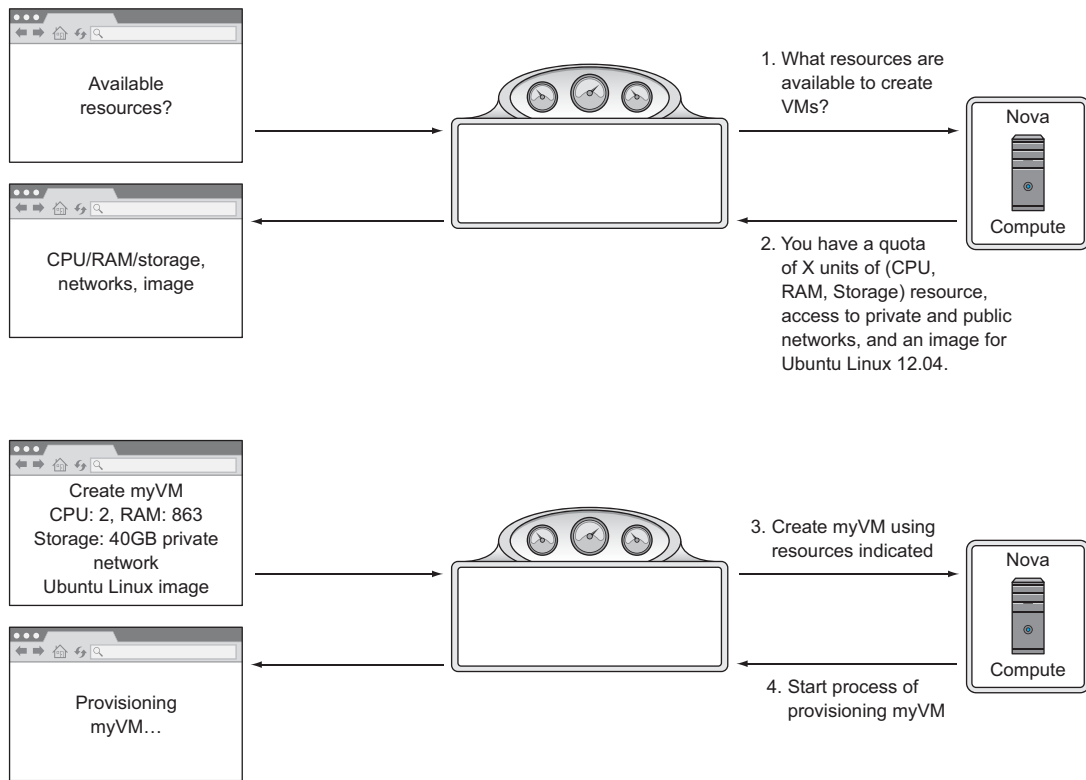 Available
resources?
1. What resources are
available to create
VMs?
Nova
Compute
CPU/RAM/storage,
networks, image
2. You have a quota
of X units of (CPU,
RAM, Storage) resource,
access to private and public
networks, and an image for
Ubuntu Linux 12.04.
Create myVM
CPU: 2, RAM: 863
Storage: 40GB private
network
Ubuntu Linux image
3. Create myVM using
resources indicated
Nova
Compute
Provisioning
myVM…
4. Start process of
provisioning myVM